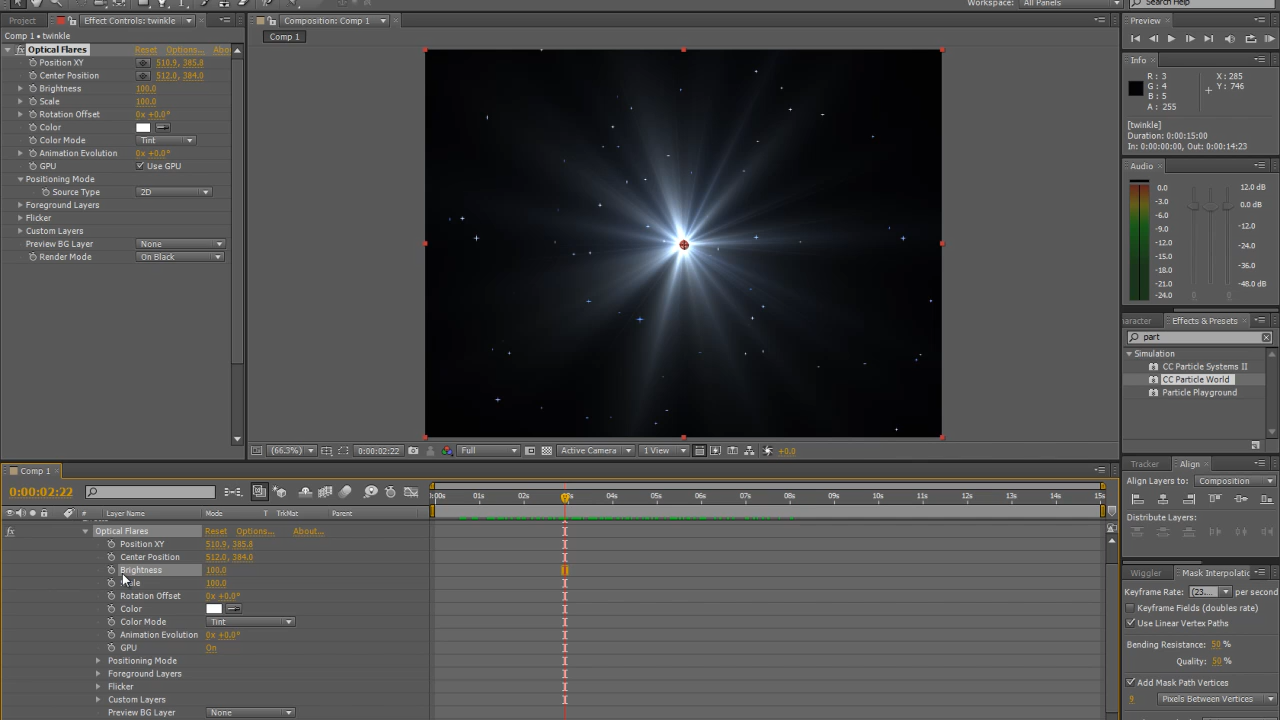 Workspace: All Panels Search Help
Project Effect Controls: twinkle
Comp 1 • twinkle
fx Optical Flares Reset Options... Abo
Position XY 510.9, 385.8
Center Position 512.0, 384.0
Brightness 100.0
Scale 100.0
Rotation Offset 0x +0.0°
Color
Color Mode Tint
Animation Evolution 0x +0.0°
GPU Use GPU
Positioning Mode
Source Type 2D
Foreground Layers
Flicker
Custom Layers
Preview BG Layer None
Render Mode On Black
Composition: Comp 1
Comp 1
(66.3%) 0:00:02:22 Full Active Camera 1 View +0.0
Preview
Info
R: 3
G: 4
B: 5
A: 255
X: 285
Y: 746
[twinkle]
Duration: 0:00:15:00
In: 0:00:00:00, Out: 0:00:14:23
Audio
0.0
-3.0
-6.0
-9.0
-12.0
-15.0
-18.0
-21.0
-24.0
12.0 dB
0.0 dB
-12.0
-24.0
-36.0
-48.0 dB
aracter Effects & Presets
part
Simulation
CC Particle Systems II
CC Particle World
Particle Playground
Tracker Align
Align Layers to: Composition
Distribute Layers:
Wiggler Mask Interpolatic
Keyframe Rate: (23.... per second
Keyframe Fields (doubles rate)
Use Linear Vertex Paths
Bending Resistance: 50 %
Quality: 50 %
Add Mask Path Vertices
9 Pixels Between Vertices
Comp 1
0:00:02:22
# Layer Name Mode T TrkMat Parent
:00s 01s 02s 03s 04s 05s 06s 07s 08s 09s 10s 11s 12s 13s 14s 15s
fx Optical Flares Reset Options... About...
Position XY 510.9, 385.8
Center Position 512.0, 384.0
Brightness 100.0
Scale 100.0
Rotation Offset 0x +0.0°
Color
Color Mode Tint
Animation Evolution 0x +0.0°
GPU On
Positioning Mode
Foreground Layers
Flicker
Custom Layers
Preview BG Layer None